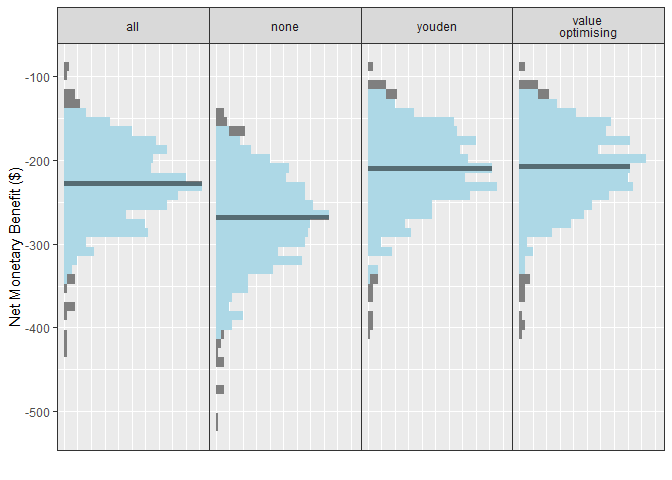 all
none
youden
value
optimising
Net Monetary Benefit ($)
-100
-200
-300
-400
-500